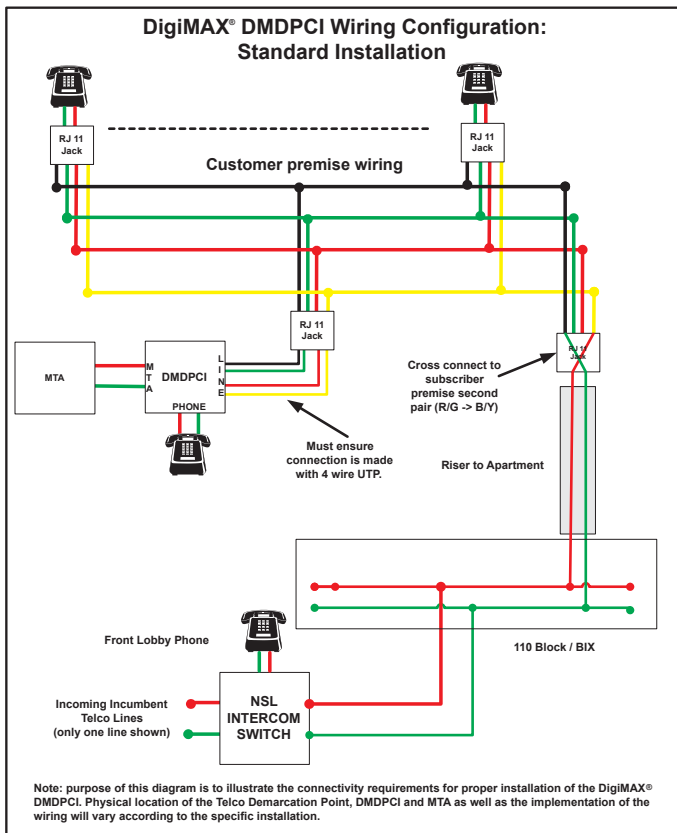 DigiMAX® DMDPCI Wiring Configuration:
Standard Installation
RJ 11
Jack
RJ 11
Jack
Customer premise wiring
RJ 11
Jack
RJ 11
Jack
MTA
M
T
A
DMDPCI
L
I
N
E
PHONE
Cross connect to
subscriber
premise second
pair (R/G -> B/Y)
Must ensure
connection is made
with 4 wire UTP.
Riser to Apartment
110 Block / BIX
Front Lobby Phone
Incoming Incumbent
Telco Lines
(only one line shown)
NSL
INTERCOM
SWITCH
Note: purpose of this diagram is to illustrate the connectivity requirements for proper installation of the DigiMAX®
DMDPCI. Physical location of the Telco Demarcation Point, DMDPCI and MTA as well as the implementation of the
wiring will vary according to the specific installation.